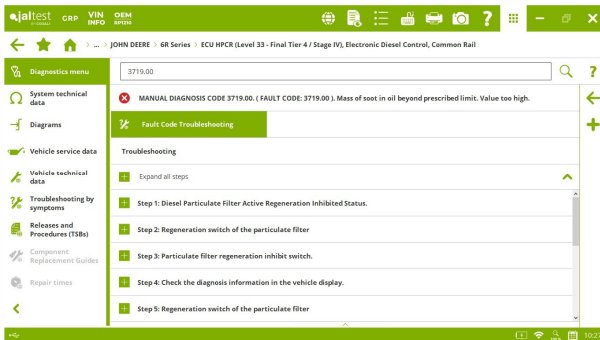 jaltest GRP VIN INFO OEM RP1210
BY COJALI
?
... > JOHN DEERE > 6R Series > ECU HPCR (Level 33 - Final Tier 4 / Stage IV), Electronic Diesel Control, Common Rail
Diagnostics menu
3719.00
?
System technical data
MANUAL DIAGNOSIS CODE 3719.00. ( FAULT CODE: 3719.00 ). Mass of soot in oil beyond prescribed limit. Value too high.
Diagrams
Fault Code Troubleshooting
Vehicle service data
Troubleshooting
Vehicle technical data
Expand all steps
Troubleshooting by symptoms
Step 1: Diesel Particulate Filter Active Regeneration Inhibited Status.
Releases and Procedures (TSBs)
Step 2: Regeneration switch of the particulate filter
Component Replacement Guides
Step 3: Particulate filter regeneration inhibit switch.
Repair times
Step 4: Check the diagnosis information in the vehicle display.
Step 5: Regeneration switch of the particulate filter
19:27